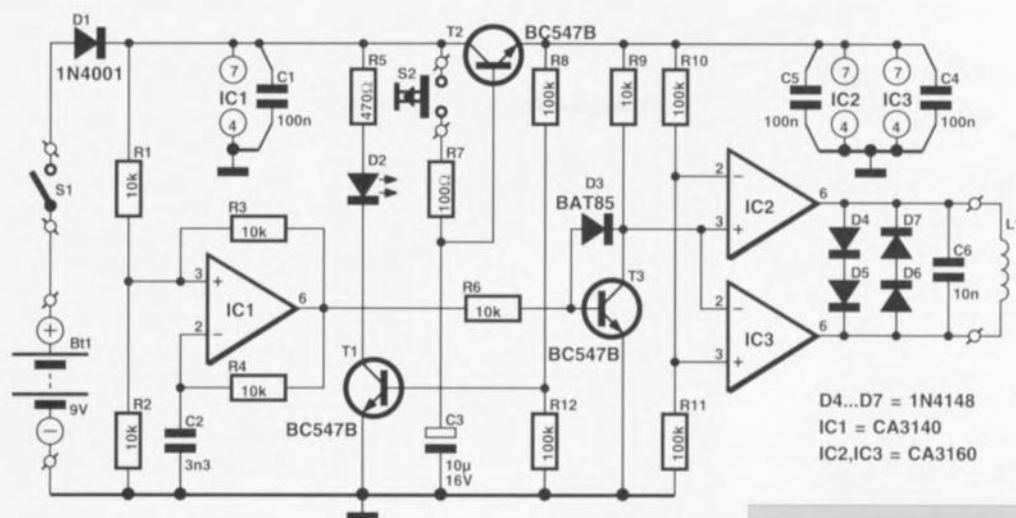 D1
1N4001
S1
Bt1
9V
R1
10k
R2
10k
7
IC1
4
C1
100n
R3
10k
3
+
IC1
6
2
−
R4
10k
C2
3n3
R5
470Ω
D2
T1
BC547B
S2
R7
100Ω
T2
BC547B
C3
10µ
16V
R6
10k
R8
100k
R12
100k
D3
BAT85
R9
10k
T3
BC547B
R10
100k
R11
100k
2
−
IC2
6
3
+
2
−
IC3
6
3
+
C5
100n
7
IC2
4
7
IC3
4
C4
100n
D4
D5
D7
D6
C6
10n
D4...D7 = 1N4148
IC1 = CA3140
IC2,IC3 = CA3160